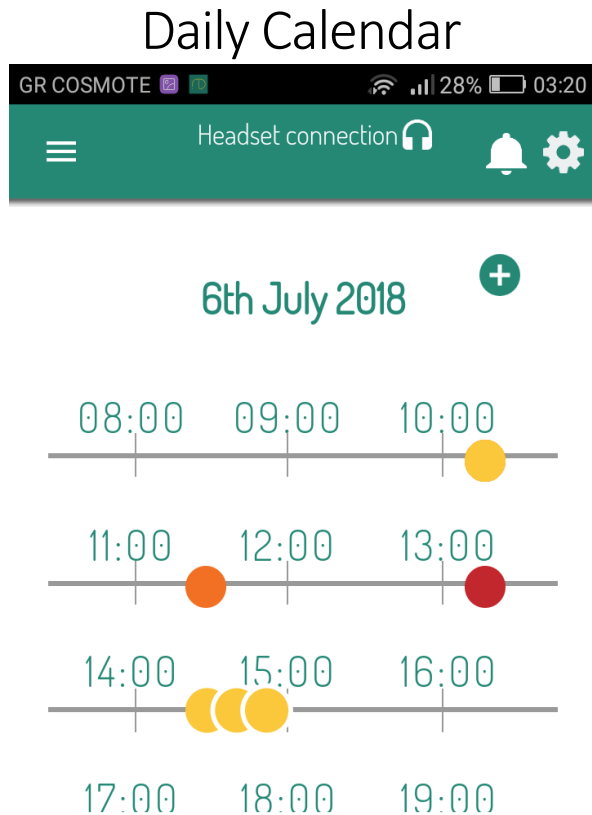 Daily Calendar
GR COSMOTE 28% 03:20
Headset connection
6th July 2018
08:00 09:00 10:00
11:00 12:00 13:00
14:00 15:00 16:00
17:00 18:00 19:00